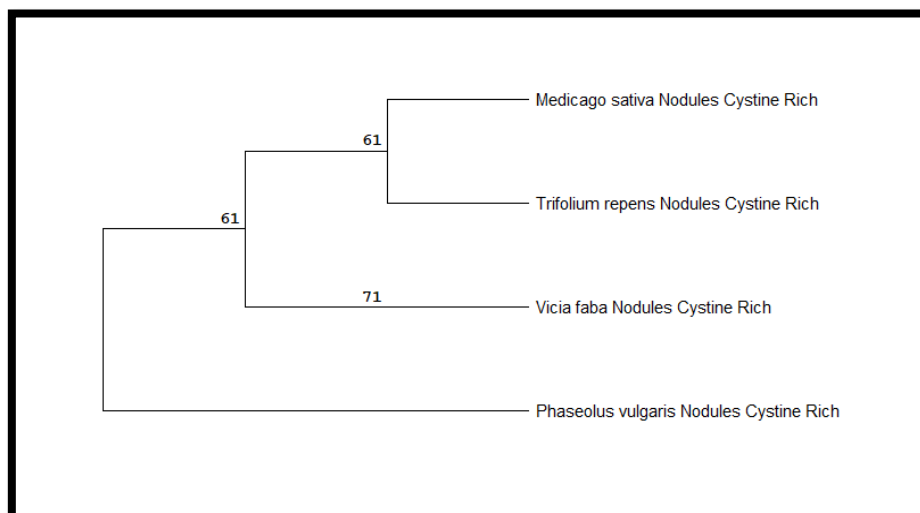 Medicago sativa Nodules Cystine Rich
61
Trifolium repens Nodules Cystine Rich
61
71
Vicia faba Nodules Cystine Rich
Phaseolus vulgaris Nodules Cystine Rich